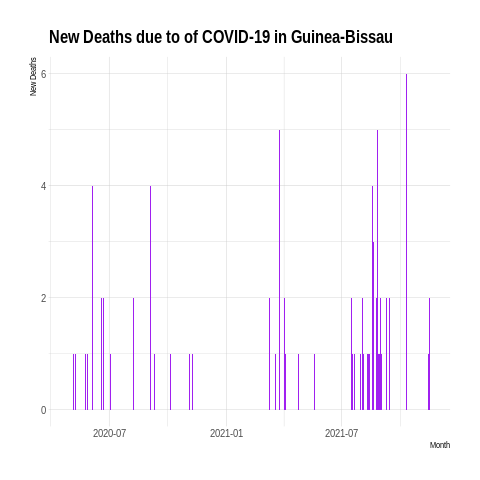 New Deaths due to of COVID-19 in Guinea-Bissau
New Deaths
6
4
2
0
2020-07 2021-01 2021-07
Month